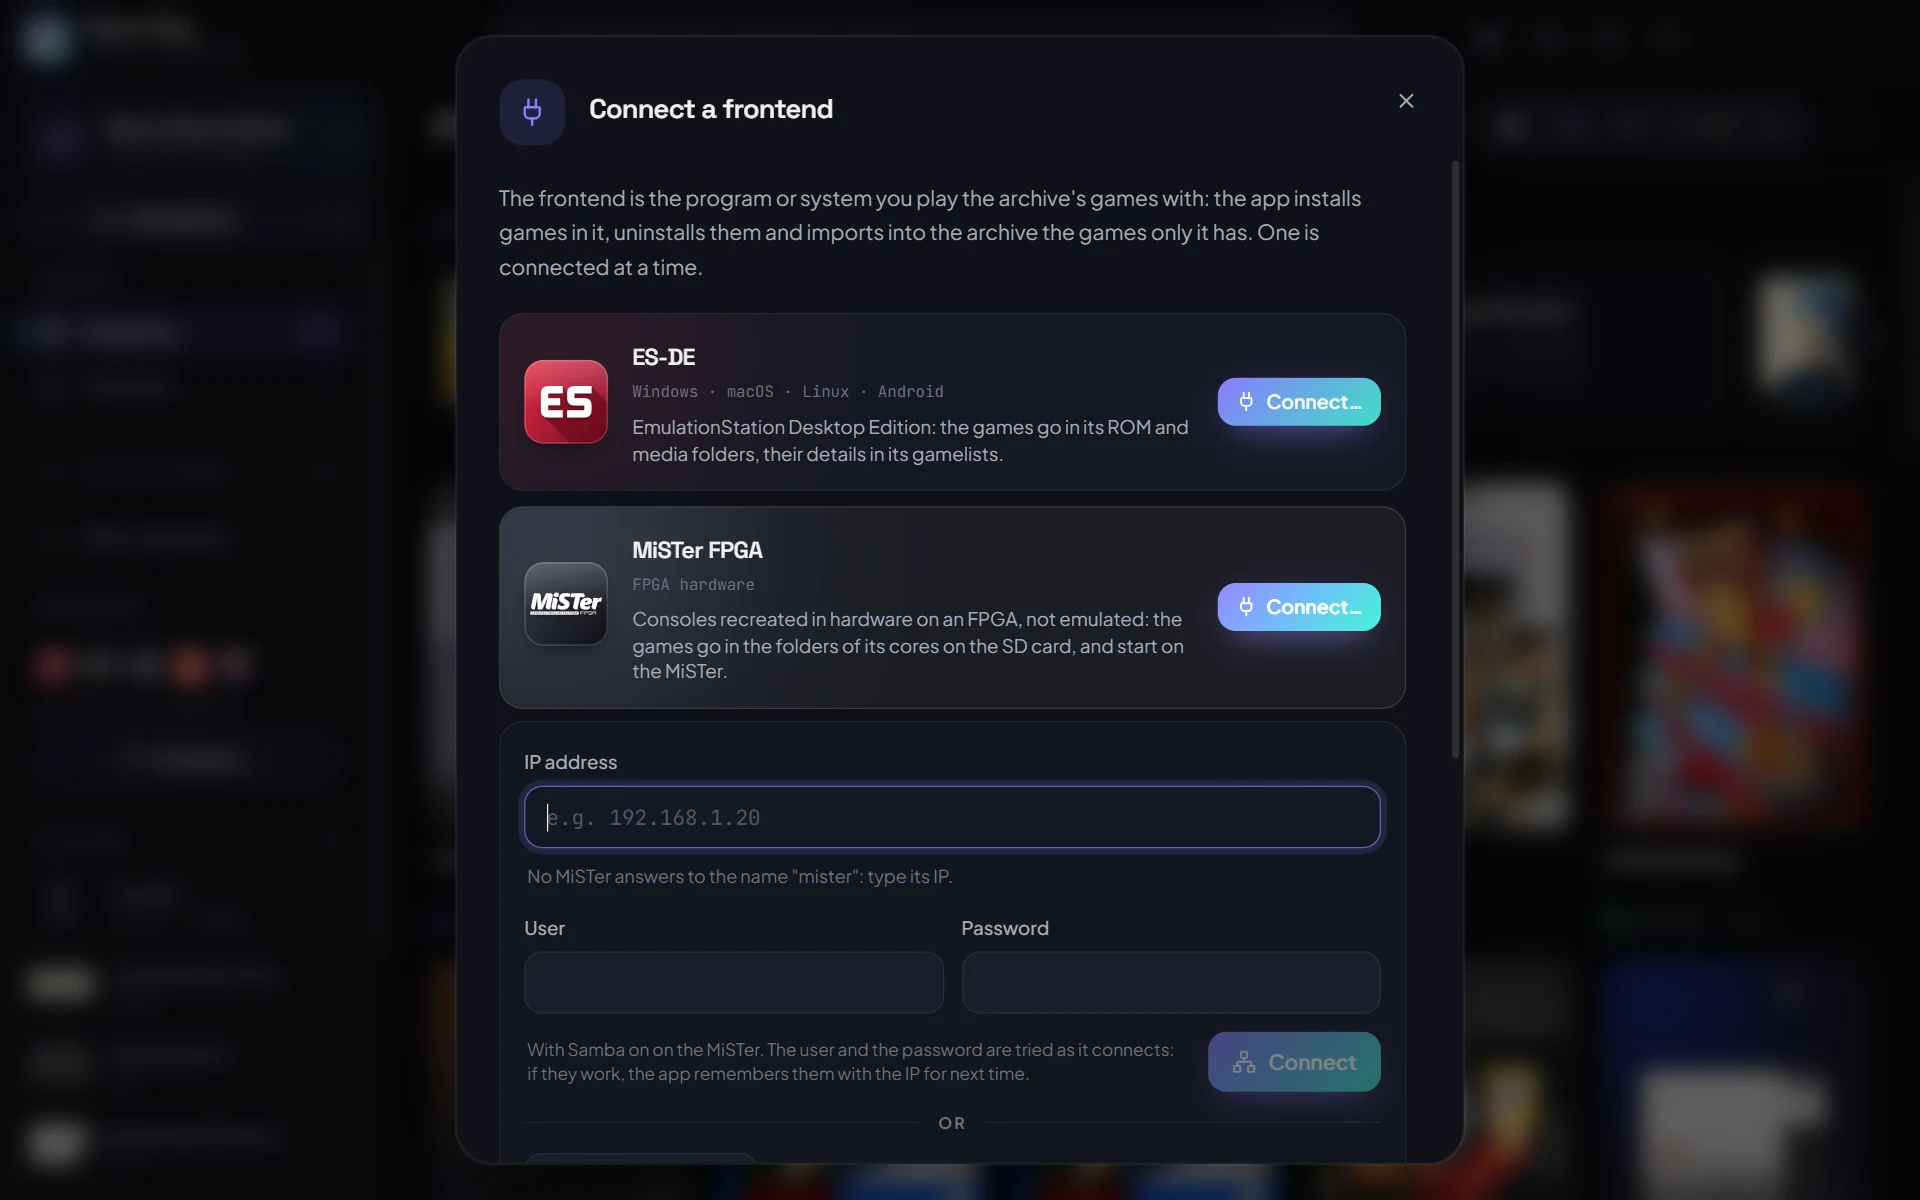 Connect a frontend
The frontend is the program or system you play the archive's games with: the app installs
games in it, uninstalls them and imports into the archive the games only it has. One is
connected at a time.
ES
ES-DE
Windows · macOS · Linux · Android
EmulationStation Desktop Edition: the games go in its ROM and
media folders, their details in its gamelists.
Connect…
MiSTer
FPGA
MiSTer FPGA
FPGA hardware
Consoles recreated in hardware on an FPGA, not emulated: the
games go in the folders of its cores on the SD card, and start on
the MiSTer.
Connect…
IP address
e.g. 192.168.1.20
No MiSTer answers to the name "mister": type its IP.
User
Password
With Samba on on the MiSTer. The user and the password are tried as it connects:
if they work, the app remembers them with the IP for next time.
Connect
OR